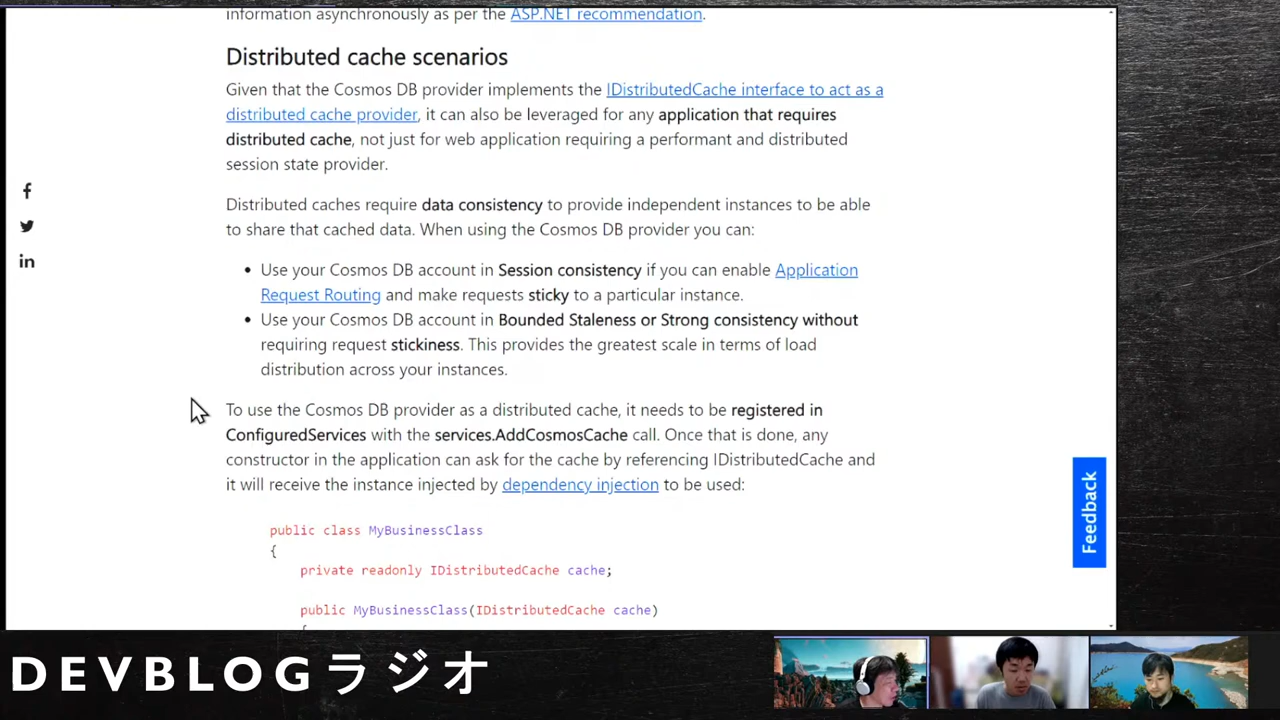 information asynchronously as per the ASP.NET recommendation.
Distributed cache scenarios
Given that the Cosmos DB provider implements the IDistributedCache interface to act as a
distributed cache provider, it can also be leveraged for any application that requires
distributed cache, not just for web application requiring a performant and distributed
session state provider.
Distributed caches require data consistency to provide independent instances to be able
to share that cached data. When using the Cosmos DB provider you can:
• Use your Cosmos DB account in Session consistency if you can enable Application
Request Routing and make requests sticky to a particular instance.
• Use your Cosmos DB account in Bounded Staleness or Strong consistency without
requiring request stickiness. This provides the greatest scale in terms of load
distribution across your instances.
To use the Cosmos DB provider as a distributed cache, it needs to be registered in
ConfiguredServices with the services.AddCosmosCache call. Once that is done, any
constructor in the application can ask for the cache by referencing IDistributedCache and
it will receive the instance injected by dependency injection to be used:
public class MyBusinessClass
{
private readonly IDistributedCache cache;
public MyBusinessClass(IDistributedCache cache)
{
Feedback
DEVBLOGラジオ